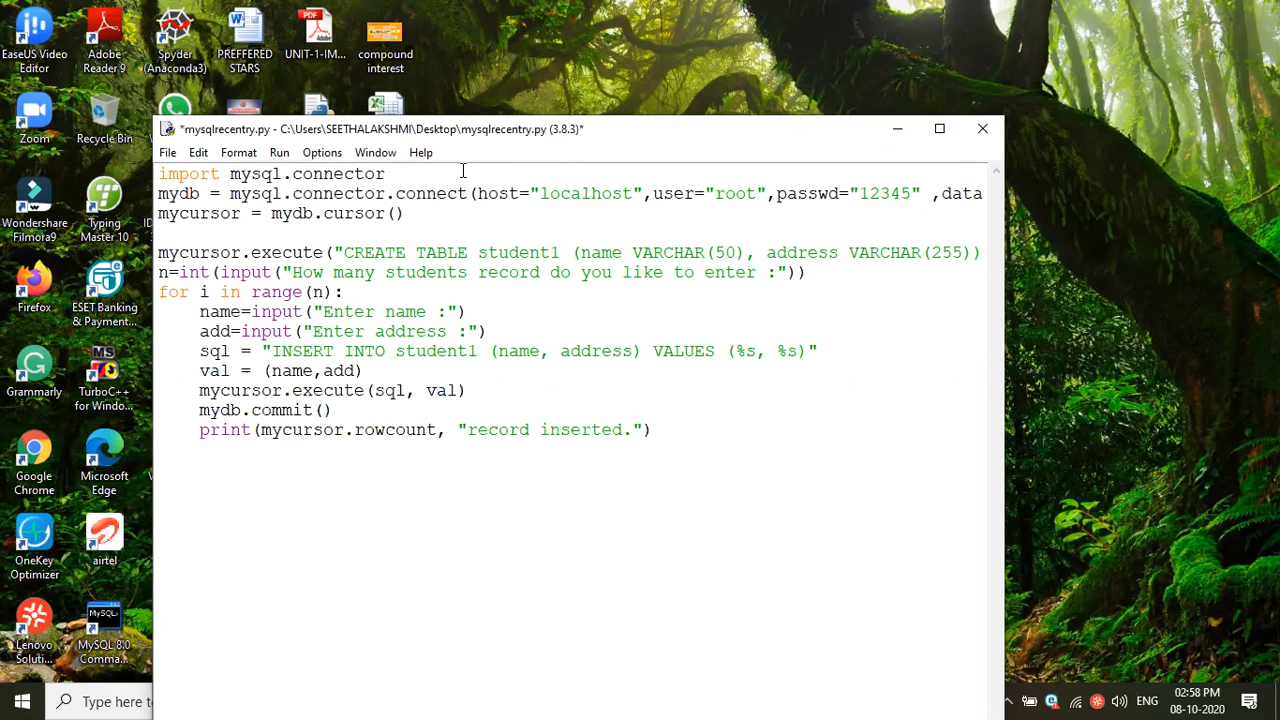 EaseUS Video
Editor
Adobe
Reader 9
Spyder
(Anaconda3)
PREFFERED
STARS
UNIT-1-IM...
compound
interest
Zoom
Recycle Bin
*mysqlrecentry.py - C:\Users\SEETHALAKSHMI\Desktop\mysqlrecentry.py (3.8.3)*
File Edit Format Run Options Window Help
import mysql.connector
mydb = mysql.connector.connect(host="localhost",user="root",passwd="12345" ,data
mycursor = mydb.cursor()
mycursor.execute("CREATE TABLE student1 (name VARCHAR(50), address VARCHAR(255))
n=int(input("How many students record do you like to enter :"))
for i in range(n):
    name=input("Enter name :")
    add=input("Enter address :")
    sql = "INSERT INTO student1 (name, address) VALUES (%s, %s)"
    val = (name,add)
    mycursor.execute(sql, val)
    mydb.commit()
    print(mycursor.rowcount, "record inserted.")
Wondershare
Filmora9
Typing
Master 10
Firefox
ESET Banking
& Payment...
Grammarly
TurboC++
for Windo...
Google
Chrome
Microsoft
Edge
OneKey
Optimizer
airtel
Lenovo
Soluti...
MySQL 8.0
Comma...
Type here to
ENG
02:58 PM
08-10-2020